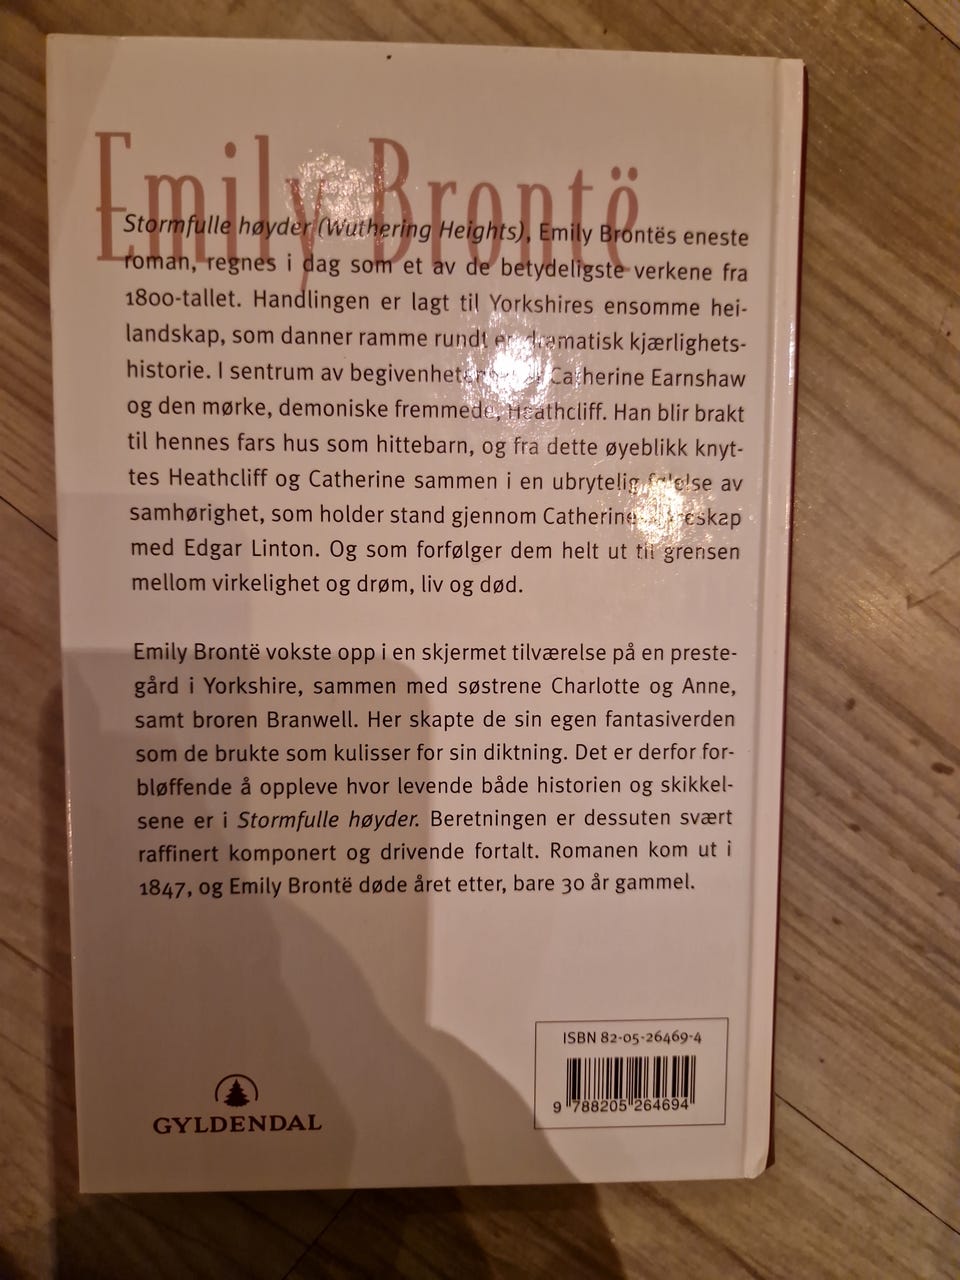 Emily Brontë
Stormfulle høyder (Wuthering Heights), Emily Brontës eneste
roman, regnes i dag som et av de betydeligste verkene fra
1800-tallet. Handlingen er lagt til Yorkshires ensomme hei-
landskap, som danner ramme rundt en dramatisk kjærlighets-
historie. I sentrum av Catherine Earnshaw
og den mørke, demoniske fremmede, Heathcliff. Han blir brakt
til hennes fars hus som hittebarn, og fra dette øyeblikk knyt-
tes Heathcliff og Catherine sammen i en ubrytelig følelse av
samhørighet, som holder stand gjennom
med Edgar Linton. Og som forfølger dem helt ut til grensen
mellom virkelighet og drøm, liv og død.
Emily Brontë vokste opp i en skjermet tilværelse på en preste-
gård i Yorkshire, sammen med søstrene Charlotte og Anne,
samt broren Branwell. Her skapte de sin egen fantasiverden
som de brukte som kulisser for sin diktning. Det er derfor for-
bløffende å oppleve hvor levende både historien og skikkel-
sene er i Stormfulle høyder. Beretningen er dessuten svært
raffinert komponert og drivende fortalt. Romanen kom ut i
1847, og Emily Brontë døde året etter, bare 30 år gammel.
ISBN 82-05-26469-4
9 788205 264694
GYLDENDAL